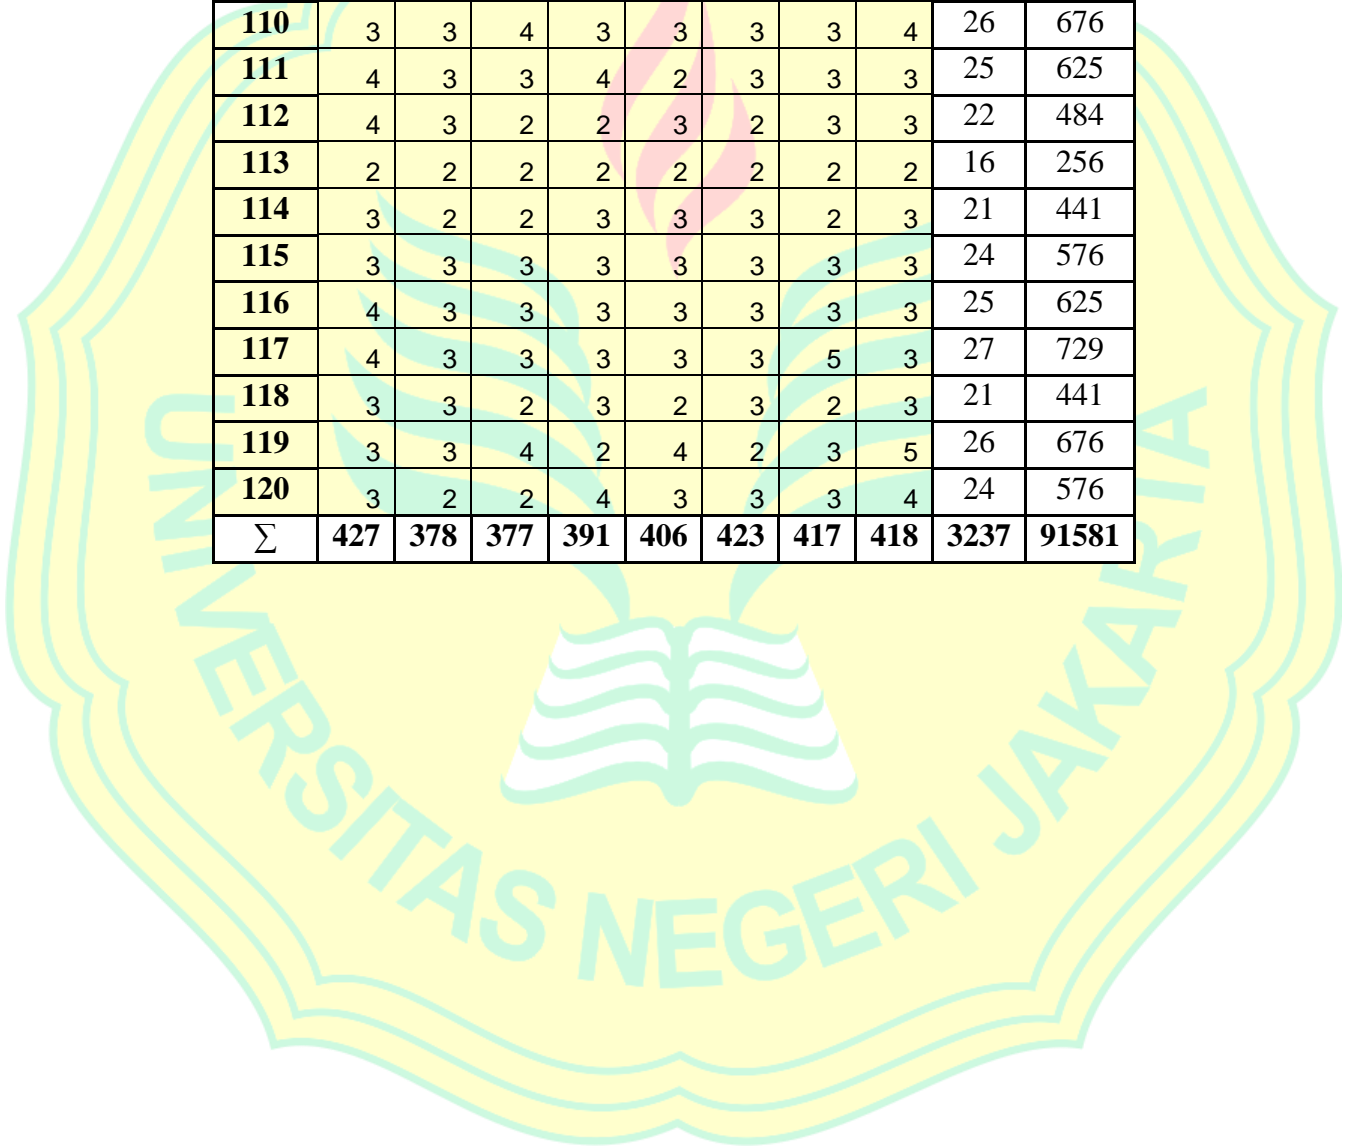 110 3 3 4 3 3 3 3 4 26 676
111 4 3 3 4 2 3 3 3 25 625
112 4 3 2 2 3 2 3 3 22 484
113 2 2 2 2 2 2 2 2 16 256
114 3 2 2 3 3 3 2 3 21 441
115 3 3 3 3 3 3 3 3 24 576
116 4 3 3 3 3 3 3 3 25 625
117 4 3 3 3 3 3 5 3 27 729
118 3 3 2 3 2 3 2 3 21 441
119 3 3 4 2 4 2 3 5 26 676
120 3 2 2 4 3 3 3 4 24 576
∑ 427 378 377 391 406 423 417 418 3237 91581
UNIVERSITAS NEGERI JAKARTA